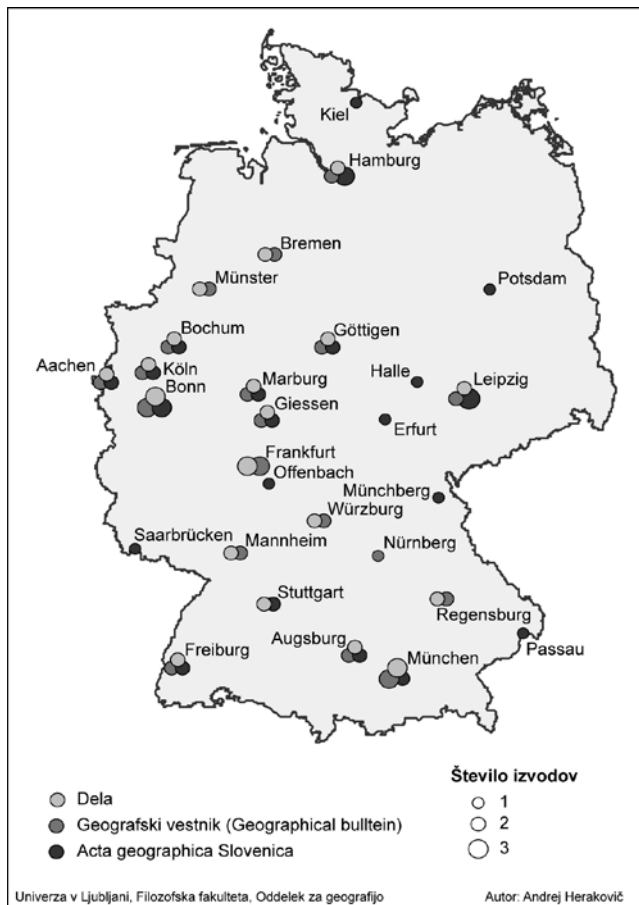 Kiel
Hamburg
Bremen
Münster
Potsdam
Bochum
Göttigen
Aachen
Köln
Bonn
Marburg
Halle
Leipzig
Giessen
Erfurt
Frankfurt
Offenbach
Münchberg
Würzburg
Saarbrücken
Mannheim
Nürnberg
Stuttgart
Regensburg
Augsburg
Passau
Freiburg
München
Število izvodov
Dela
1
Geografski vestnik (Geographical bulltein)
2
Acta geographica Slovenica
3
Univerza v Ljubljani, Filozofska fakulteta, Oddelek za geografijo
Autor: Andrej Herakovič